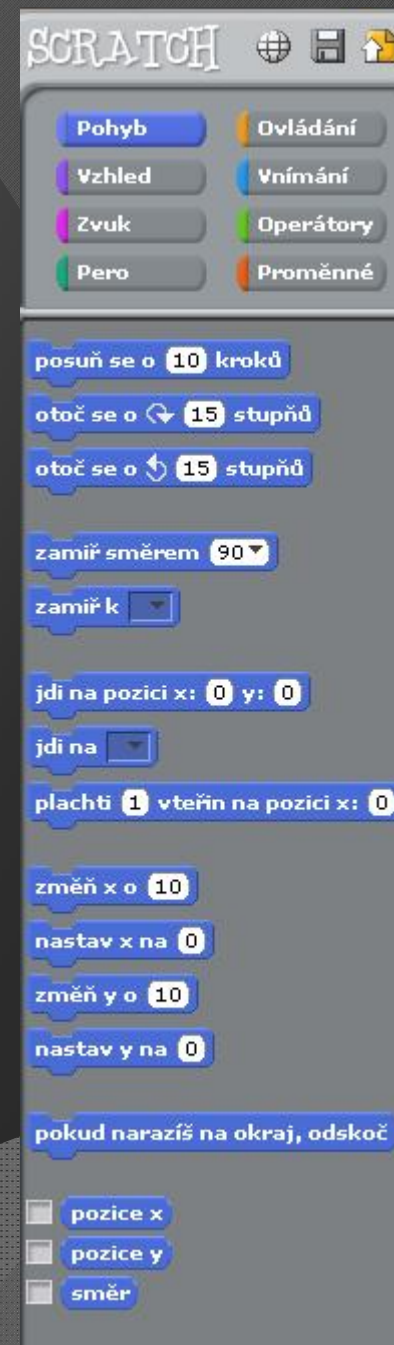 SCRATCH
Pohyb Ovládání
Vzhled Vnímání
Zvuk Operátory
Pero Proměnné
posuň se o 10 kroků
otoč se o 15 stupňů
otoč se o 15 stupňů
zamiř směrem 90
zamiř k
jdi na pozici x: 0 y: 0
jdi na
plachti 1 vteřin na pozici x: 0
změň x o 10
nastav x na 0
změň y o 10
nastav y na 0
pokud narazíš na okraj, odskoč
pozice x
pozice y
směr